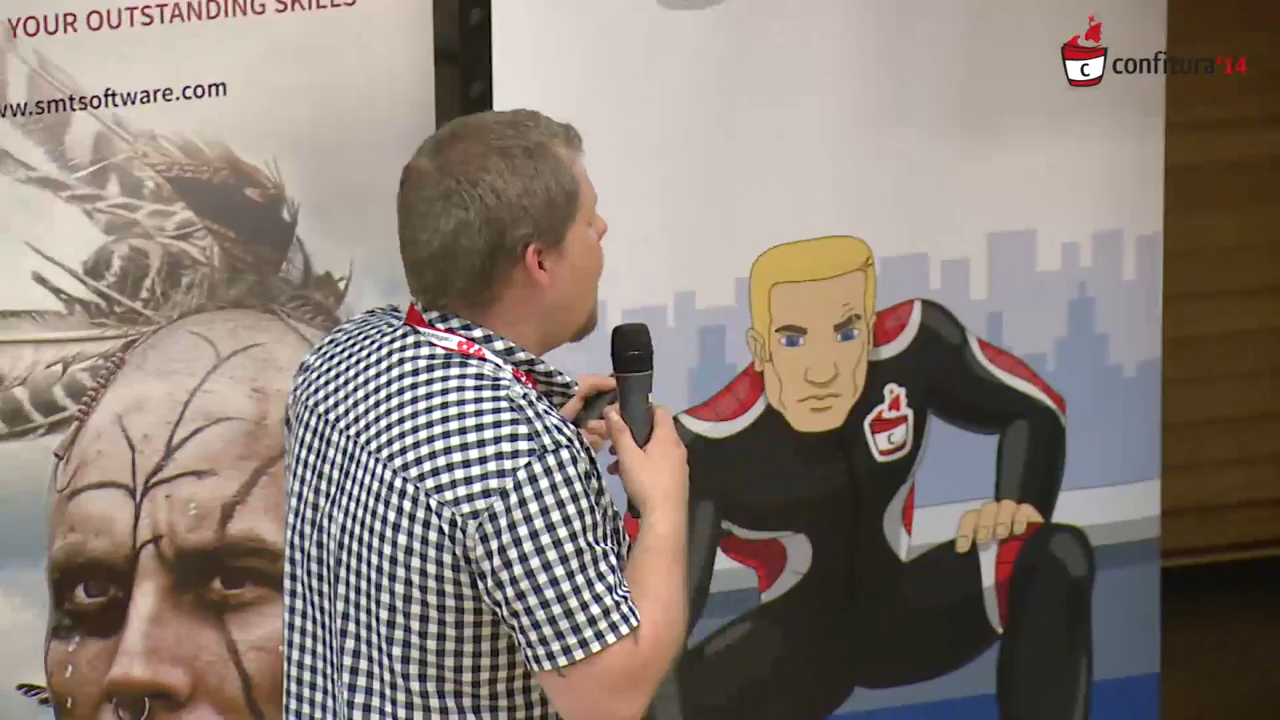 YOUR OUTSTANDING SKILLS
www.smtsoftware.com
C
confitura'14
C